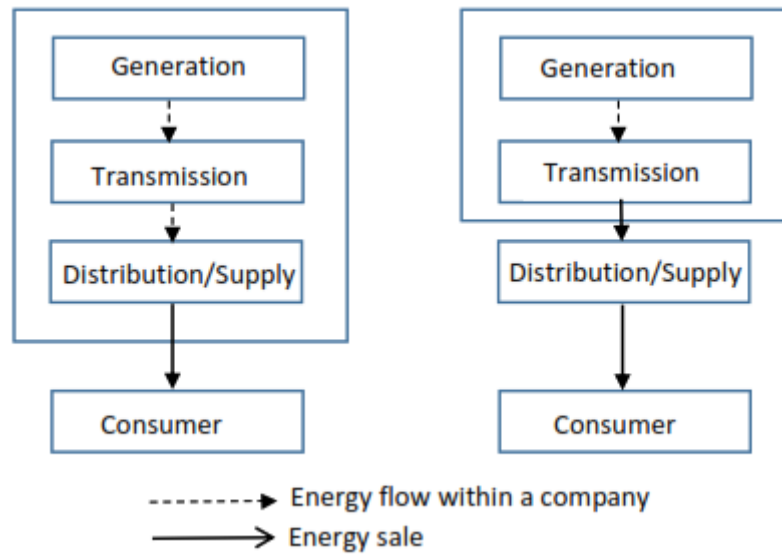 Generation
Transmission
Distribution/Supply
Consumer
Generation
Transmission
Distribution/Supply
Consumer
Energy flow within a company
Energy sale